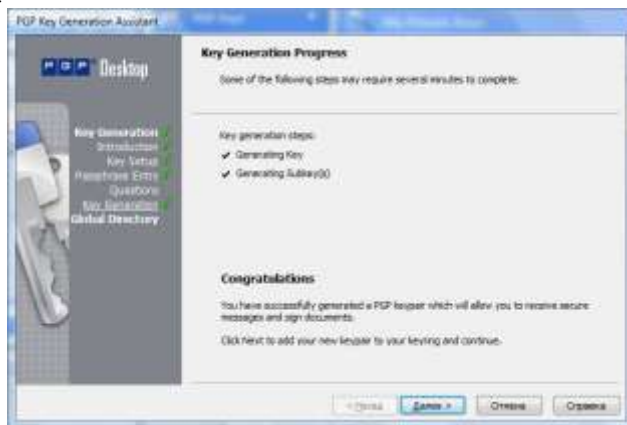 PGP Key Generation Assistant
PGP Desktop
Key Generation
Introduction
Key Setup
Passphrase Entry
Questions
Key Generation
Global Directory
Key Generation Progress
Some of the following steps may require several minutes to complete.
Key generation steps:
Generating Key
Generating Subkey(s)
Congratulations
You have successfully generated a PGP keypair which will allow you to receive secure
messages and sign documents.
Click Next to add your new keypair to your keyring and continue.
< Назад
Далее >
Отмена
Справка